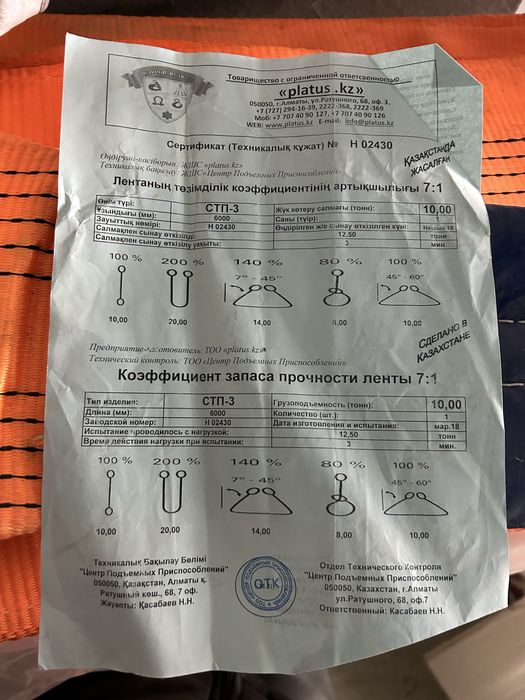 www.platus.kz
Товарищество с ограниченной ответсвенностью
«platus .kz»
050050, г.Алматы, ул.Ратушного, 68, оф. 3,
+7 (727) 294-16-39, 2222 -368, 2222-369
Моб: +7 707 40 90 127, +7 707 40 90 126
WEB: www.platus.kz E-mail: info@platus.kz
Сертификат (Техникалық құжат) № Н 02430
Өндіруші-кәсіборын: ЖШС «platus.kz»
Техникалық бақылау: ЖШС«Центр Подъемных Приспособлений»
ҚАЗАҚСТАНДА
ЖАСАЛҒАН
Лентаның төзімділік коэффициентінің артықшылығы 7:1
Өнім түрі: СТП-3 Жүк көтеру салмағы (тонн): 10,00
Ұзындығы (мм): 6000 Саны (түір): 1
Зауыттық нөмірі: Н 02430 Өңдірілген ж/е сынау өткізілген күні: Наурыз.18
Салмақпен сынау өткізілді: 12,50 тонн
Салмақпен сынау өткізілу уақыты: 3 мин.
100 % 200 % 140 % 80 % 100 %
7° - 45° 45° - 60°
10,00 20,00 14,00 8,00 10,00
Предприятие-изготовитель: ТОО «platus.kz»
Технический контроль: ТОО «Центр Подъемных Приспособлений»
СДЕЛАНО В
КАЗАХСТАНЕ
Коэффициент запаса прочности ленты 7:1
Тип изделия: СТП-3 Грузоподъемность (тонн): 10,00
Длина (мм): 6000 Количество (шт.): 1
Заводской номер: Н 02430 Дата изготовления и испытания: мар.18
Испытание проводилось с нагрузкой: 12,50 тонн
Время действия нагрузки при испытании: 3 мин.
100 % 200 % 140 % 80 % 100 %
7° - 45° 45° - 60°
10,00 20,00 14,00 8,00 10,00
Техникалық Бақылау Бөлімі
"Центр Подъемных Приспособлений"
050050, Қазақстан, Алматы қ.
Ратушный көш., 68, 7 оф.
Жауапты: Қасабаев Н.Н.
О.Т.К
Отдел Технического Контроля
"Центр Подъемных Приспособлений"
050050, Казахстан, г.Алматы
ул.Ратушного, 68, оф.7
Ответственный: Касабаев Н.Н.